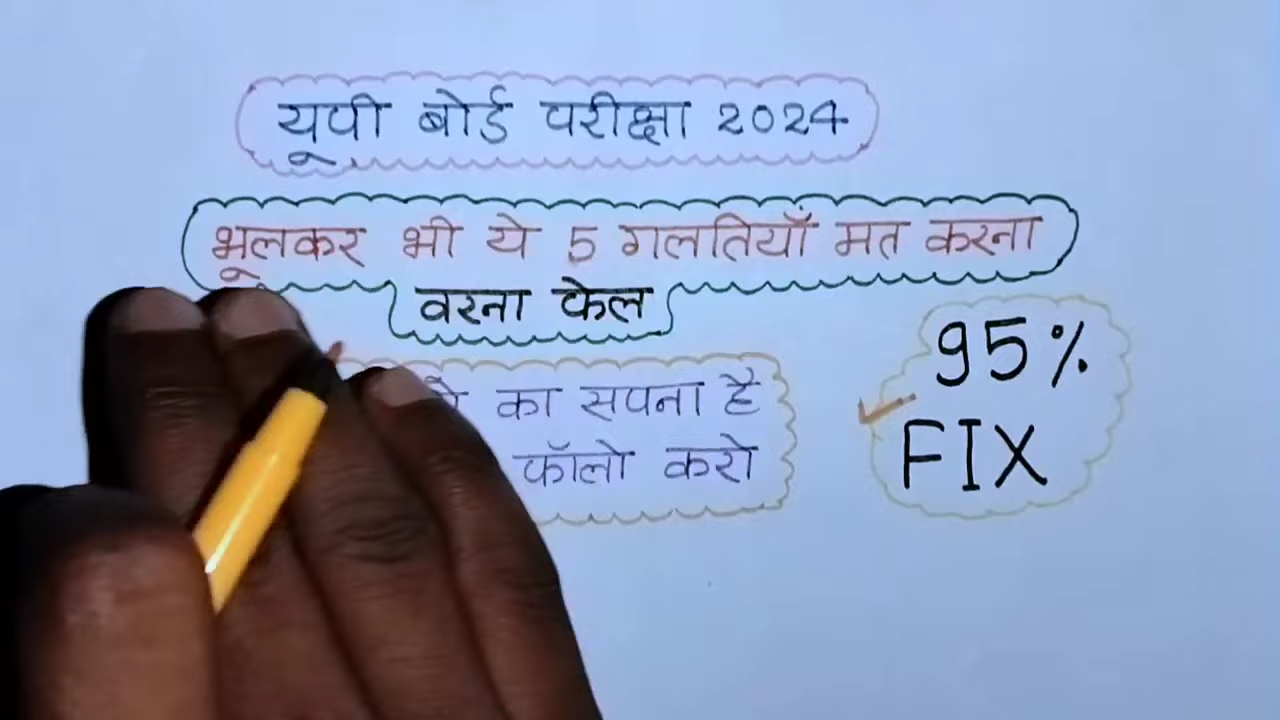 यूपी बोर्ड परीक्षा 2024
भूलकर भी ये 5 गलतियाँ मत करना
वरना फेल
का सपना है
फॉलो करो
95%
FIX